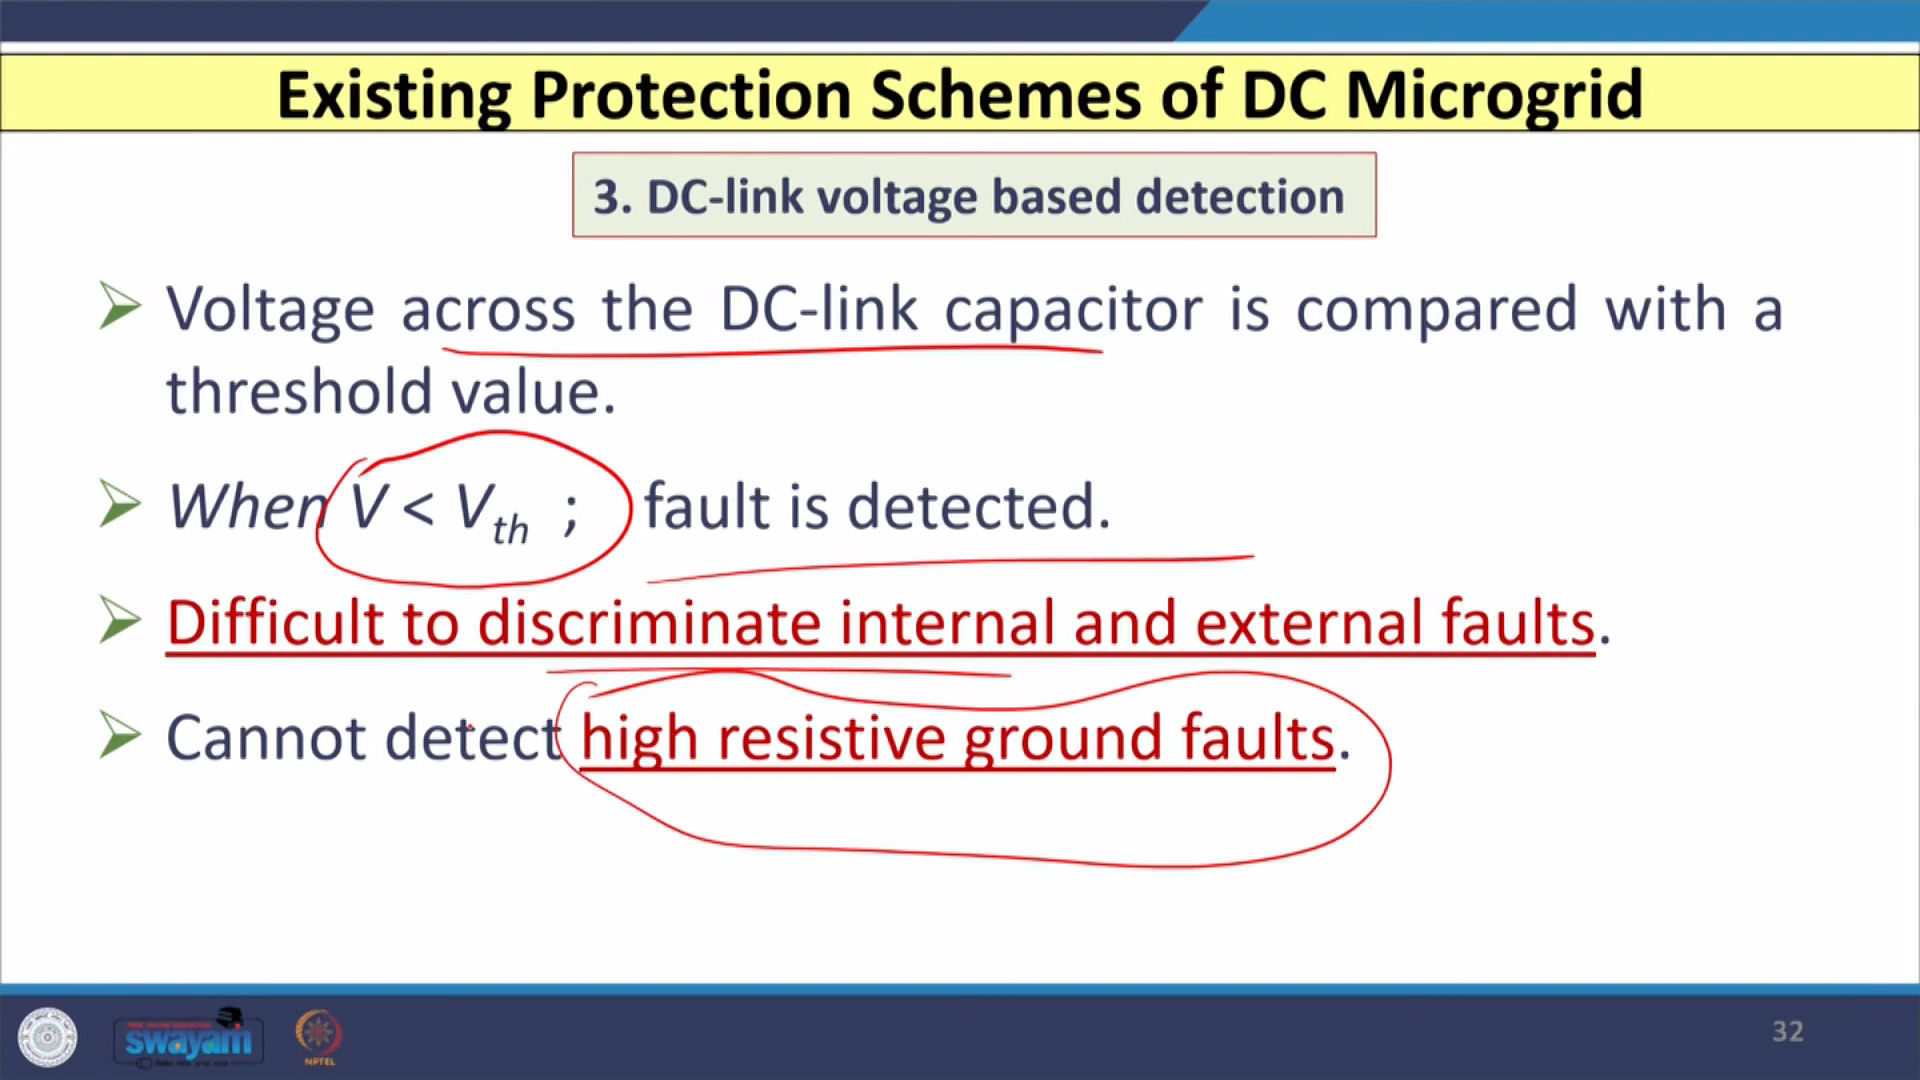 Existing Protection Schemes of DC Microgrid
3. DC-link voltage based detection
Voltage across the DC-link capacitor is compared with a
threshold value.
When V < Vth ; fault is detected.
Difficult to discriminate internal and external faults.
Cannot detect high resistive ground faults.
swayam
NPTEL
32